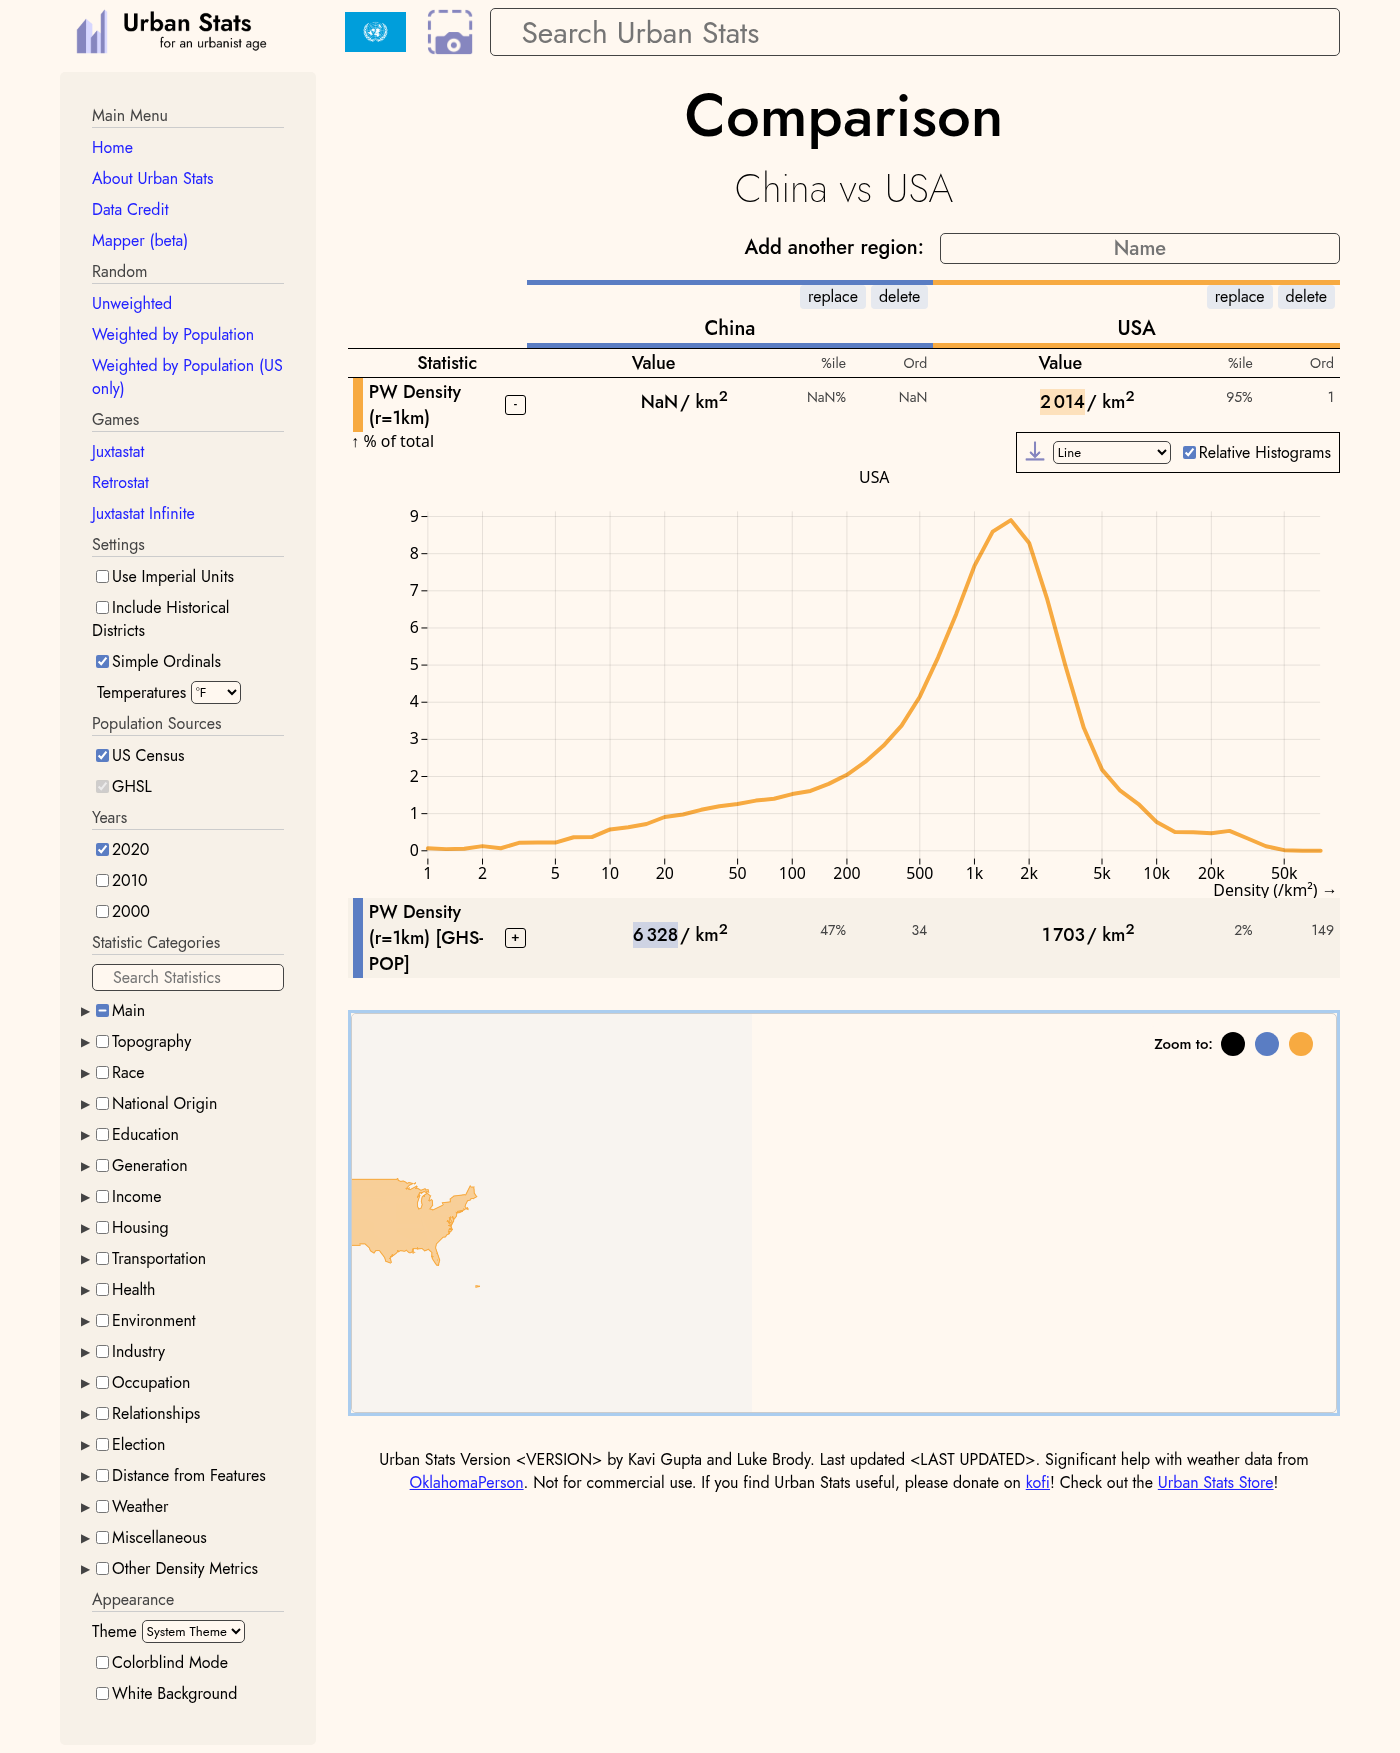 Urban Stats
for an urbanist age
Search Urban Stats
Main Menu
Home
About Urban Stats
Data Credit
Mapper (beta)
Random
Unweighted
Weighted by Population
Weighted by Population (US
only)
Games
Juxtastat
Retrostat
Juxtastat Infinite
Settings
Use Imperial Units
Include Historical
Districts
Simple Ordinals
Temperatures °F
Population Sources
US Census
GHSL
Years
2020
2010
2000
Statistic Categories
Search Statistics
Main
Topography
Race
National Origin
Education
Generation
Income
Housing
Transportation
Health
Environment
Industry
Occupation
Relationships
Election
Distance from Features
Weather
Miscellaneous
Other Density Metrics
Appearance
Theme System Theme
Colorblind Mode
White Background
Comparison
China vs USA
Add another region: Name
replace delete replace delete
China USA
Statistic Value %ile Ord Value %ile Ord
PW Density
(r=1km) - NaN / km² NaN% NaN 2 014 / km² 95% 1
↑ % of total
Line Relative Histograms
USA
9
8
7
6
5
4
3
2
1
0
1 2 5 10 20 50 100 200 500 1k 2k 5k 10k 20k 50k
Density (/km²) →
PW Density
(r=1km) [GHS-
POP] + 6 328 / km² 47% 34 1 703 / km² 2% 149
Zoom to:
Urban Stats Version <VERSION> by Kavi Gupta and Luke Brody. Last updated <LAST UPDATED>. Significant help with weather data from
OklahomaPerson. Not for commercial use. If you find Urban Stats useful, please donate on kofi! Check out the Urban Stats Store!